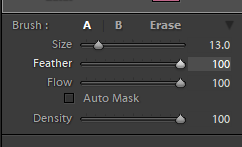 Brush : A B Erase
Size 13.0
Feather 100
Flow 100
Auto Mask
Density 100